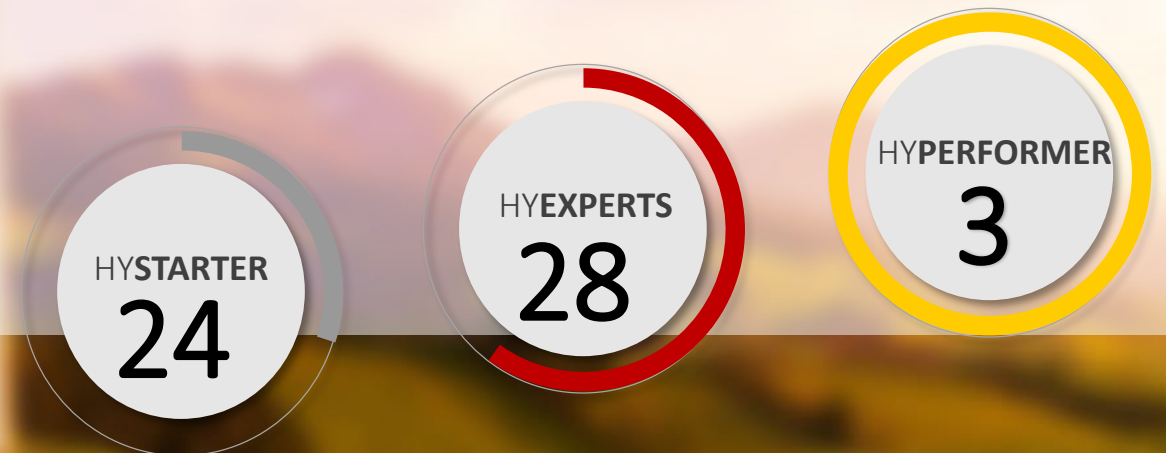 HYSTARTER
24
HYEXPERTS
28
HYPERFORMER
3